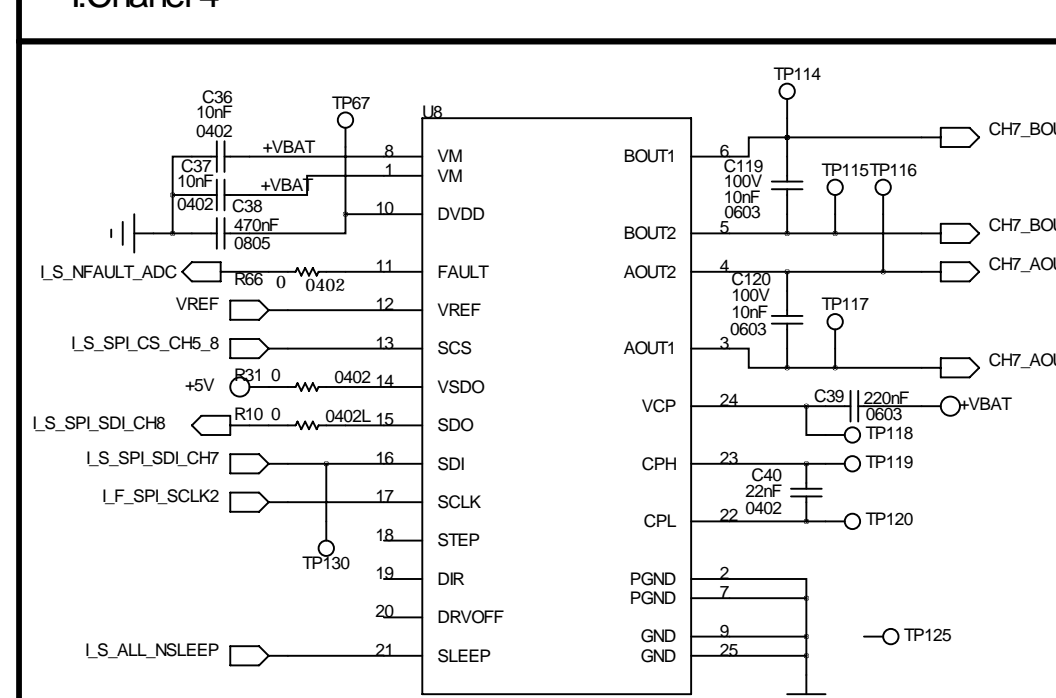 I.Chanel 4
TP114
C36
10nF
0402
TP67
U8
CH7_BOU
+VBAT
8
VM
BOUT1
6
C37
10nF
0402
+VBAT
1
VM
C119
100V
10nF
0603
TP115
TP116
C38
470nF
0805
10
DVDD
BOUT2
5
CH7_BOU
I_S_NFAULT_ADC
R66 0 0402
11
FAULT
AOUT2
4
CH7_AOU
C120
100V
10nF
0603
TP117
VREF
12
VREF
I_S_SPI_CS_CH5_8
13
SCS
AOUT1
3
CH7_AOU
+5V
R31 0 0402
14
VSDO
VCP
24
C39
220nF
0603
+VBAT
TP118
I_S_SPI_SDI_CH8
R10 0 0402L
15
SDO
I_S_SPI_SDI_CH7
16
SDI
CPH
23
TP119
C40
22nF
0402
I_F_SPI_SCLK2
17
SCLK
CPL
22
TP120
18
STEP
TP130
19
DIR
PGND
2
PGND
7
20
DRVOFF
GND
9
TP125
I_S_ALL_NSLEEP
21
SLEEP
GND
25